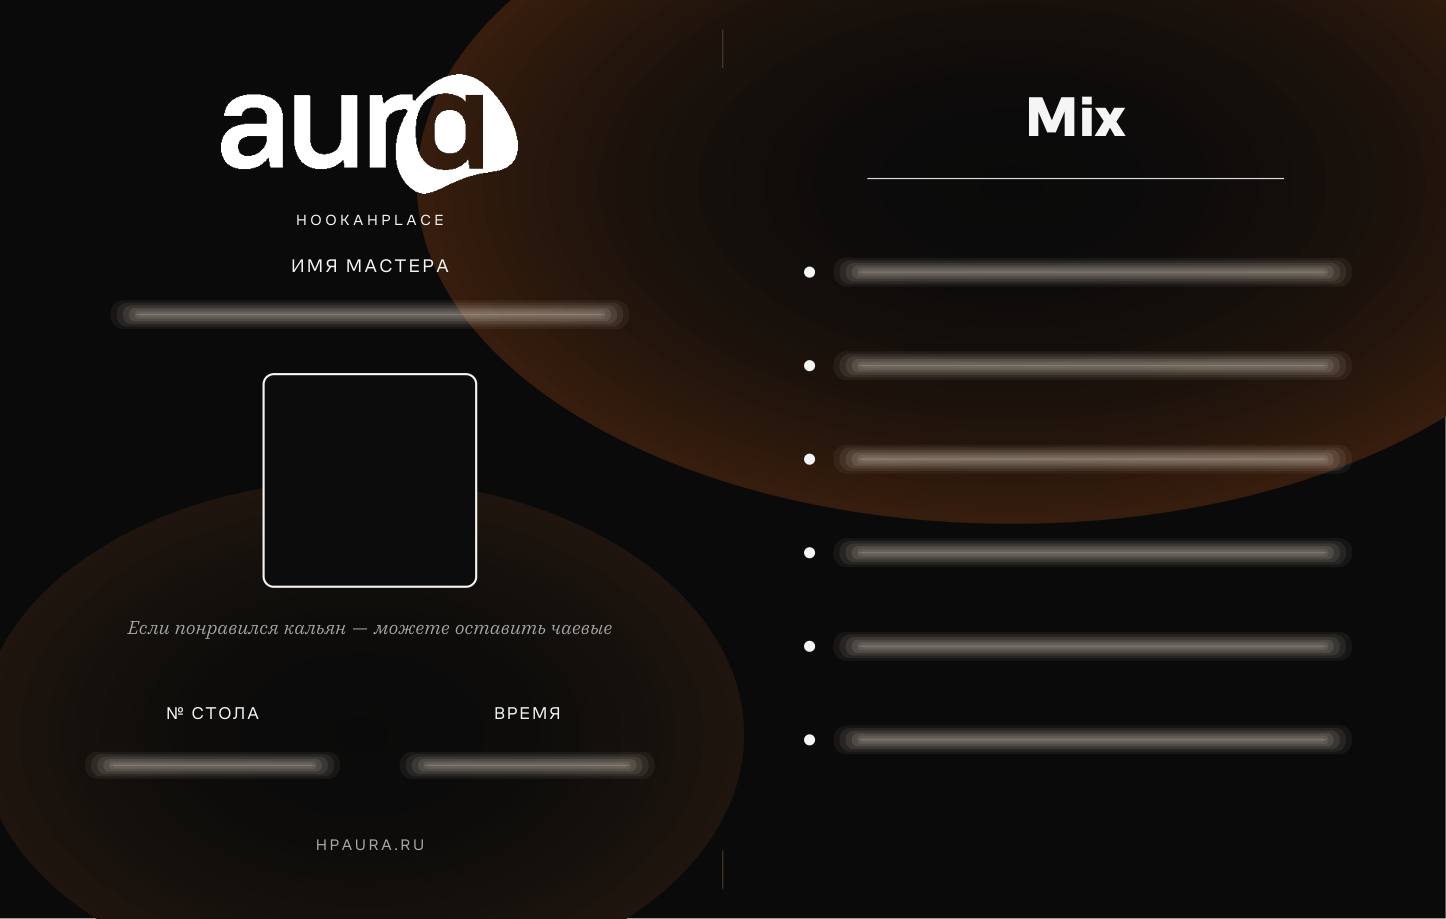 aura
HOOKAHPLACE
ИМЯ МАСТЕРА
Если понравился кальян — можете оставить чаевые
№ СТОЛА
ВРЕМЯ
HPAURA.RU
Mix